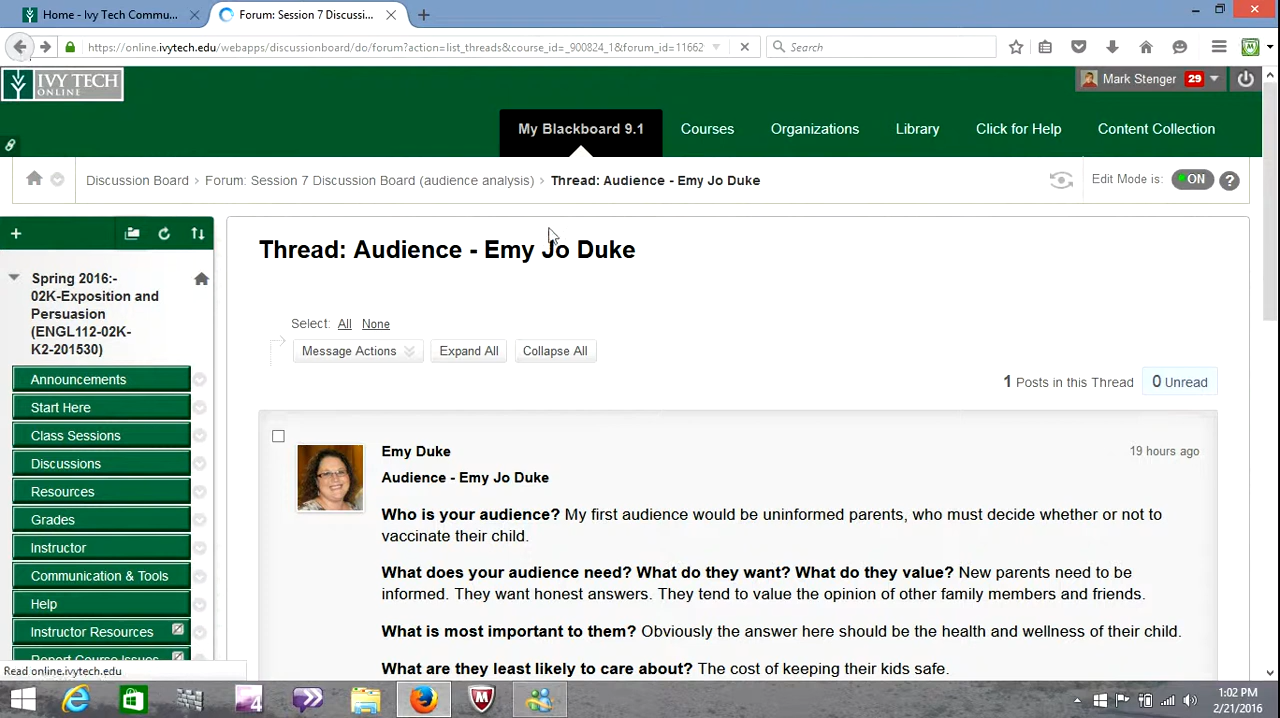 Home - Ivy Tech Commu...
Forum: Session 7 Discussi...
https://online.ivytech.edu/webapps/discussionboard/do/forum?action=list_threads&course_id=_900824_1&forum_id=11662
Search
IVY TECH
ONLINE
Mark Stenger 29
My Blackboard 9.1
Courses
Organizations
Library
Click for Help
Content Collection
Discussion Board > Forum: Session 7 Discussion Board (audience analysis) > Thread: Audience - Emy Jo Duke
Edit Mode is: ON ?
Thread: Audience - Emy Jo Duke
Spring 2016:-
02K-Exposition and
Persuasion
(ENGL112-02K-
K2-201530)
Announcements
Start Here
Class Sessions
Discussions
Resources
Grades
Instructor
Communication & Tools
Help
Instructor Resources
Report Course Issues
Select: All None
Message Actions
Expand All
Collapse All
1 Posts in this Thread
0 Unread
Emy Duke
19 hours ago
Audience - Emy Jo Duke
Who is your audience? My first audience would be uninformed parents, who must decide whether or not to
vaccinate their child.
What does your audience need? What do they want? What do they value? New parents need to be
informed. They want honest answers. They tend to value the opinion of other family members and friends.
What is most important to them? Obviously the answer here should be the health and wellness of their child.
What are they least likely to care about? The cost of keeping their kids safe.
Read online.ivytech.edu
1:02 PM
2/21/2016